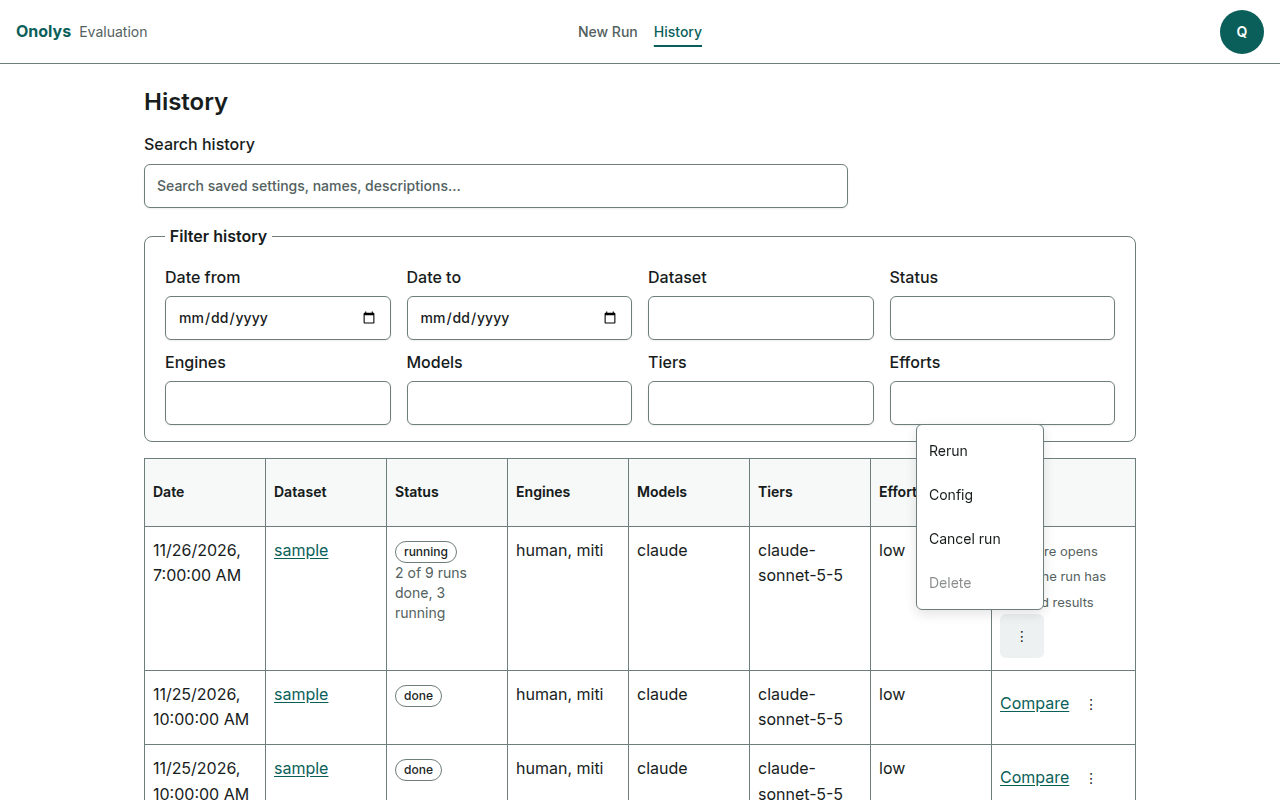 Onolys Evaluation
New Run History
Q
History
Search history
Search saved settings, names, descriptions...
Filter history
Date from Date to Dataset Status
mm/dd/yyyy mm/dd/yyyy
Engines Models Tiers Efforts
Rerun
Config
Cancel run
Delete
Date Dataset Status Engines Models Tiers
11/26/2026, 7:00:00 AM
sample
running
2 of 9 runs
done, 3
running
human, miti
claude
claude-
sonnet-5-5
low
opens
run has
results
⋮
11/25/2026,
10:00:00 AM
sample
done
human, miti
claude
claude-
sonnet-5-5
low
Compare ⋮
11/25/2026,
10:00:00 AM
sample
done
human, miti
claude
claude-
sonnet-5-5
low
Compare ⋮